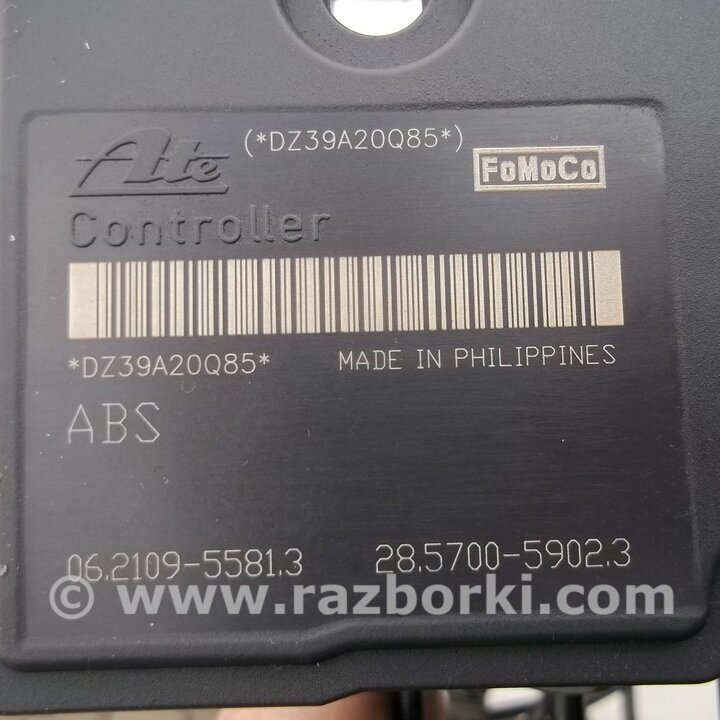 (*DZ39A20Q85*)
Ate
FoMoCo
Controller
*DZ39A20Q85*
MADE IN PHILIPPINES
ABS
06.2109-5581.3
28.5700-5902.3
© www.razborki.com